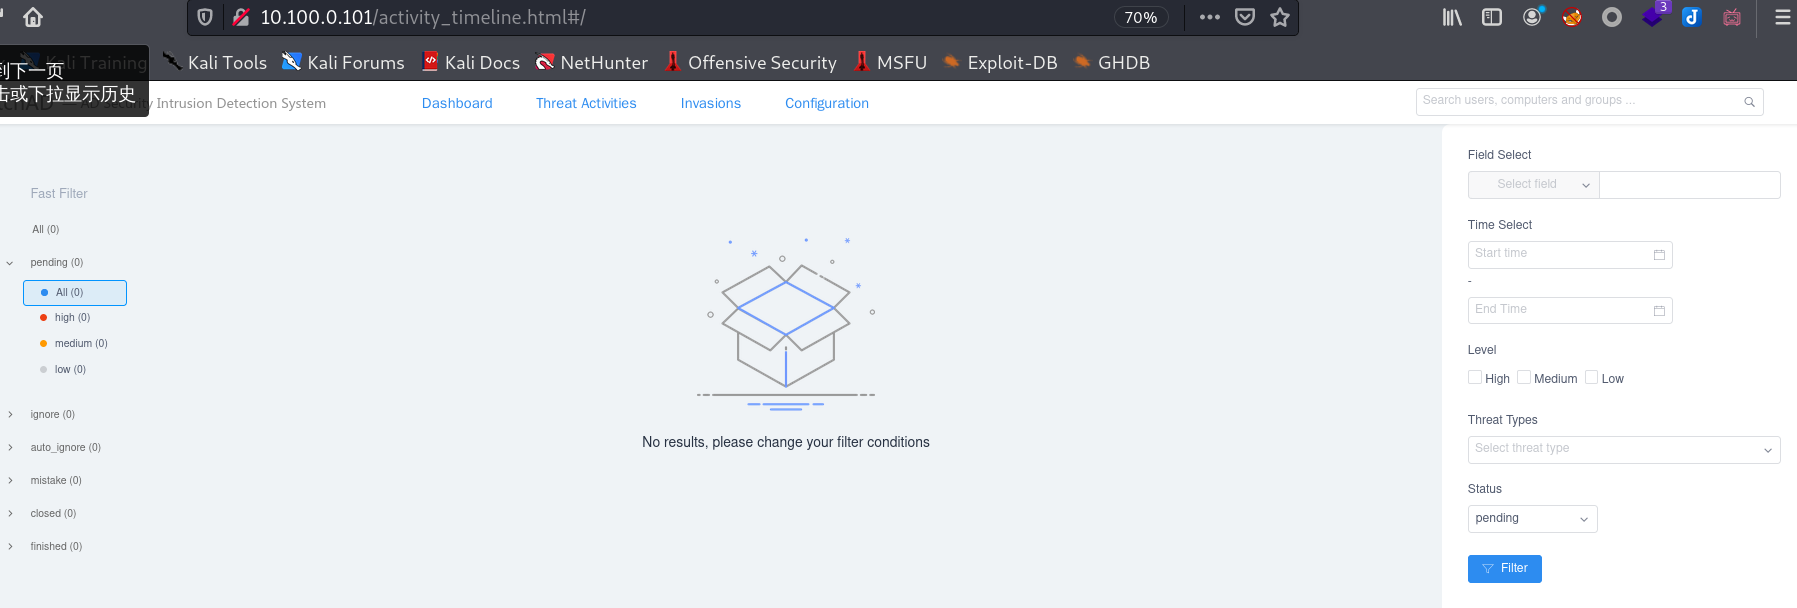 10.100.0.101/activity_timeline.html#/
70%
3
Kali Training
Kali Tools
Kali Forums
Kali Docs
NetHunter
Offensive Security
MSFU
Exploit-DB
GHDB
到下一页
击或下拉显示历史
Intrusion Detection System
Dashboard
Threat Activities
Invasions
Configuration
Search users, computers and groups ...
Fast Filter
All (0)
pending (0)
All (0)
high (0)
medium (0)
low (0)
ignore (0)
auto_ignore (0)
mistake (0)
closed (0)
finished (0)
No results, please change your filter conditions
Field Select
Select field
Time Select
Start time
-
End Time
Level
High
Medium
Low
Threat Types
Select threat type
Status
pending
Filter